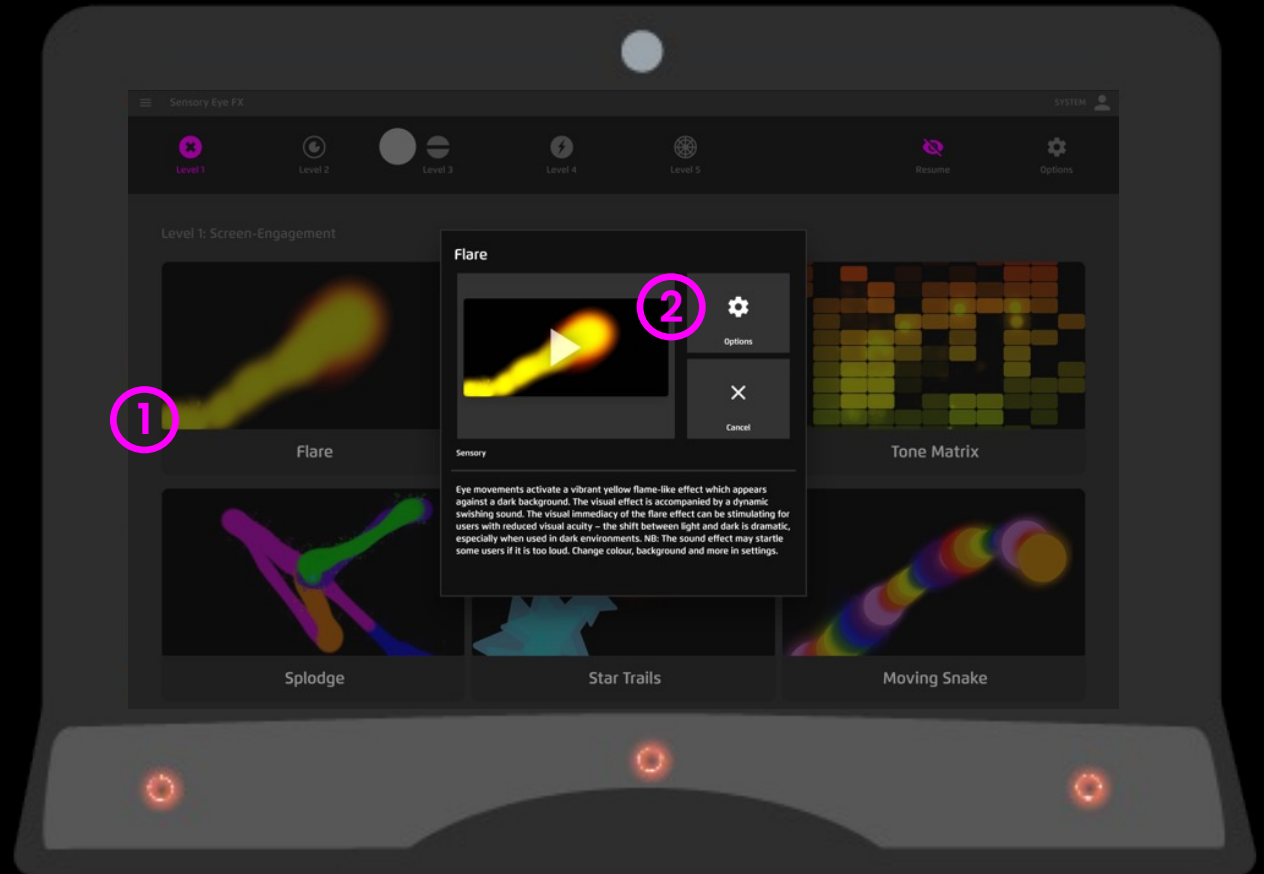 Sensory Eye FX
SYSTEM
Level 1
Level 2
Level 3
Level 4
Level 5
Resume
Options
Level 1: Screen-Engagement
Flare
2
Options
Cancel
Sensory
Eye movements activate a vibrant yellow flame-like effect which appears
against a dark background. The visual effect is accompanied by a dynamic
swishing sound. The visual immediacy of the flare effect can be stimulating for
users with reduced visual acuity – the shift between light and dark is dramatic,
especially when used in dark environments. NB: The sound effect may startle
some users if it is too loud. Change colour, background and more in settings.
1
Flare
Tone Matrix
Splodge
Star Trails
Moving Snake